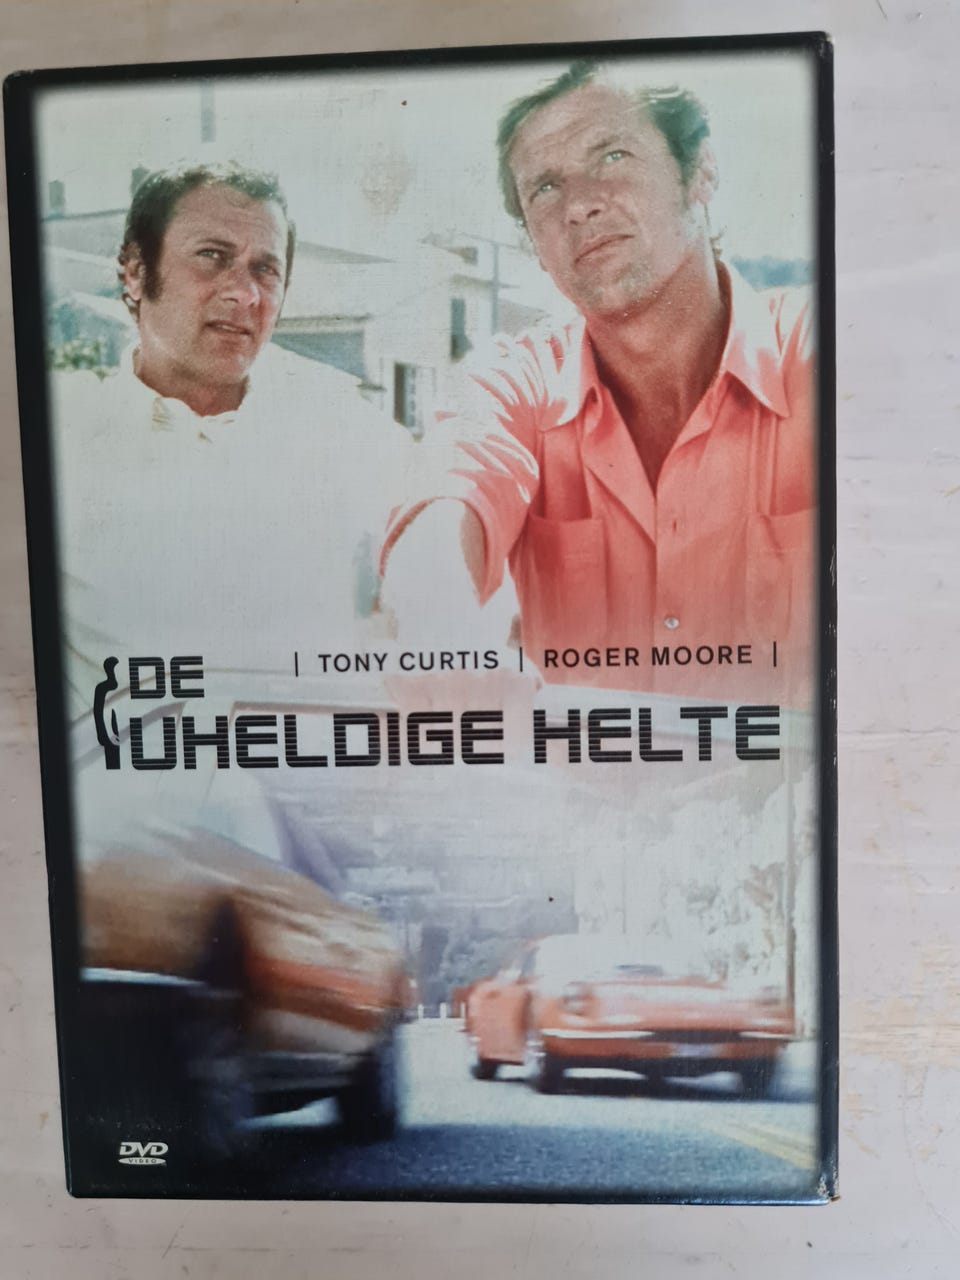 TONY CURTIS | ROGER MOORE
DE
UHELDIGE HELTE
DVD
VIDEO